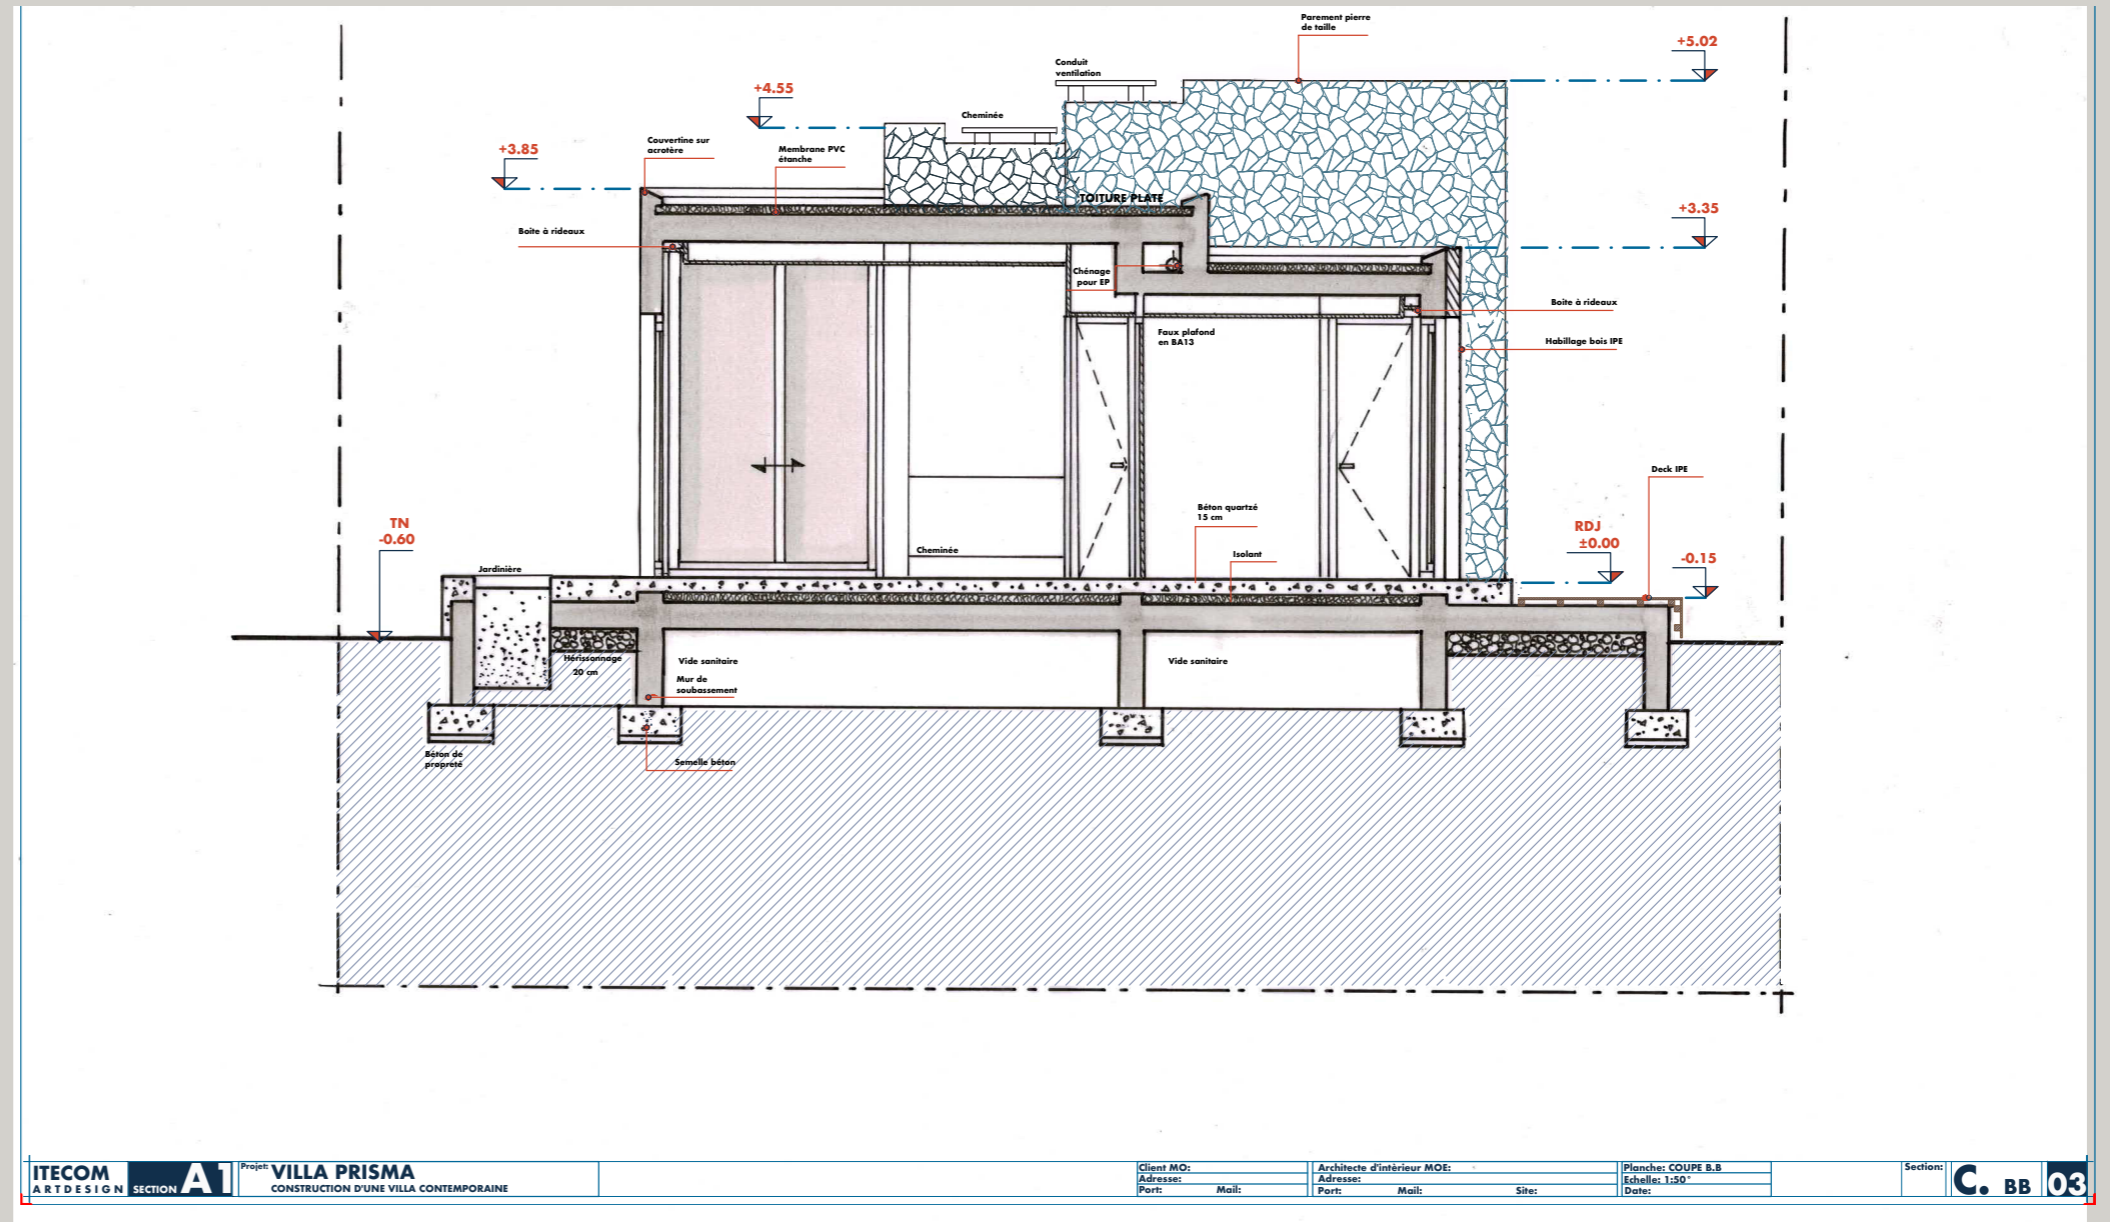 Parement pierre
de taille
+5.02
Conduit
ventilation
+4.55
Cheminée
Couvertine sur
acrotère
Membrane PVC
étanche
+3.85
TOITURE PLATE
+3.35
Boite à rideaux
Chénage
pour EP
Boite à rideaux
Faux plafond
en BA13
Habillage bois IPE
Deck IPE
Béton quartzé
15 cm
TN
-0.60
RDJ
±0.00
Isolant
Cheminée
-0.15
Jardinière
Hérissonnage
20 cm
Vide sanitaire
Vide sanitaire
Mur de
soubassement
Béton de
propreté
Semelle béton
ITECOM
ARTDESIGN
SECTION A1
Projet: VILLA PRISMA
CONSTRUCTION D'UNE VILLA CONTEMPORAINE
Client MO:
Adresse:
Port: Mail:
Architecte d'intèrieur MOE:
Adresse:
Port: Mail: Site:
Planche: COUPE B.B
Echelle: 1:50°
Date:
Section:
C. BB 03